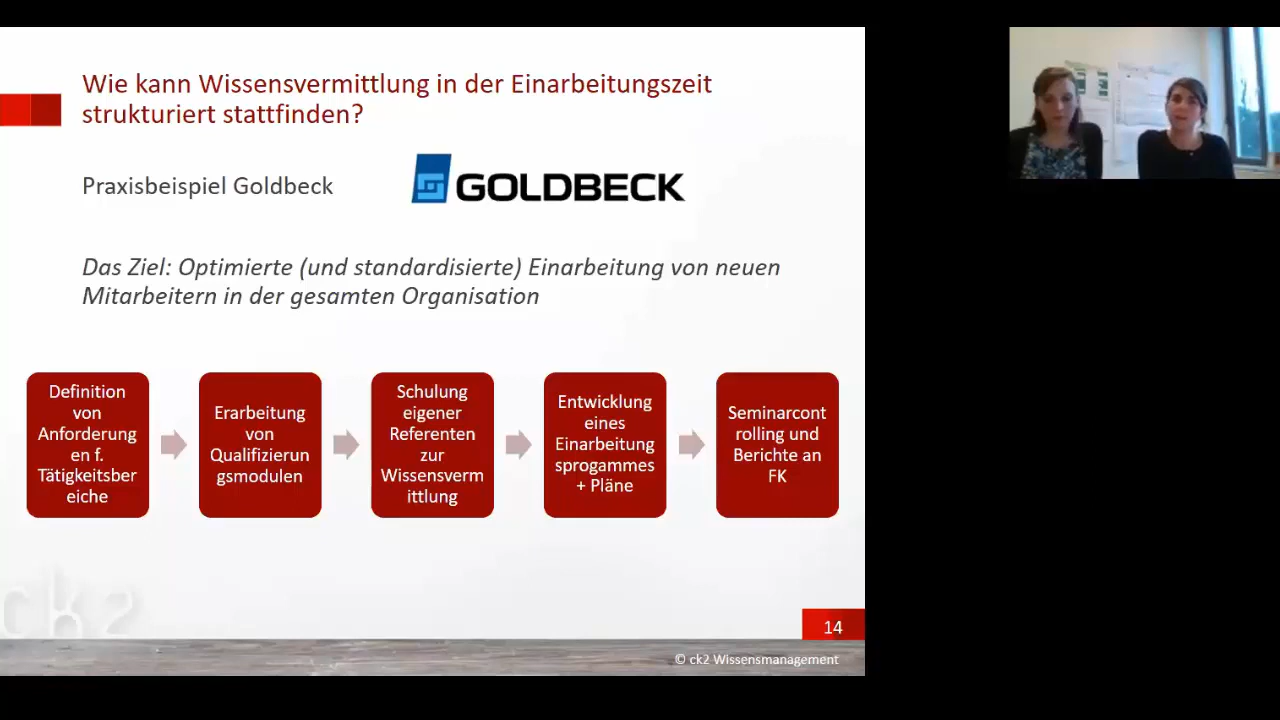 Wie kann Wissensvermittlung in der Einarbeitungszeit
strukturiert stattfinden?
Praxisbeispiel Goldbeck
GOLDBECK
Das Ziel: Optimierte (und standardisierte) Einarbeitung von neuen
Mitarbeitern in der gesamten Organisation
Definition
von
Anforderung
en f.
Tätigkeitsber
eiche
Erarbeitung
von
Qualifizierun
gsmodulen
Schulung
eigener
Referenten
zur
Wissensverm
ittlung
Entwicklung
eines
Einarbeitung
sprogammes
+ Pläne
Seminarcont
rolling und
Berichte an
FK
ck2
14
© ck2 Wissensmanagement